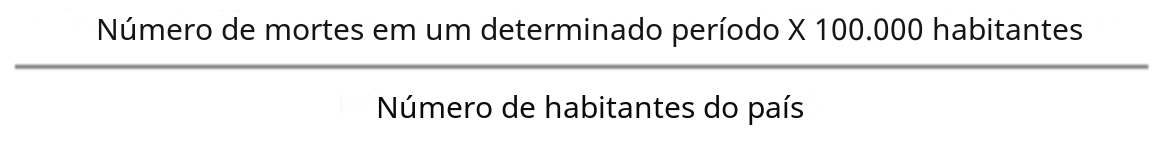 Número de mortes em um determinado período X 100.000 habitantes
Número de habitantes do país